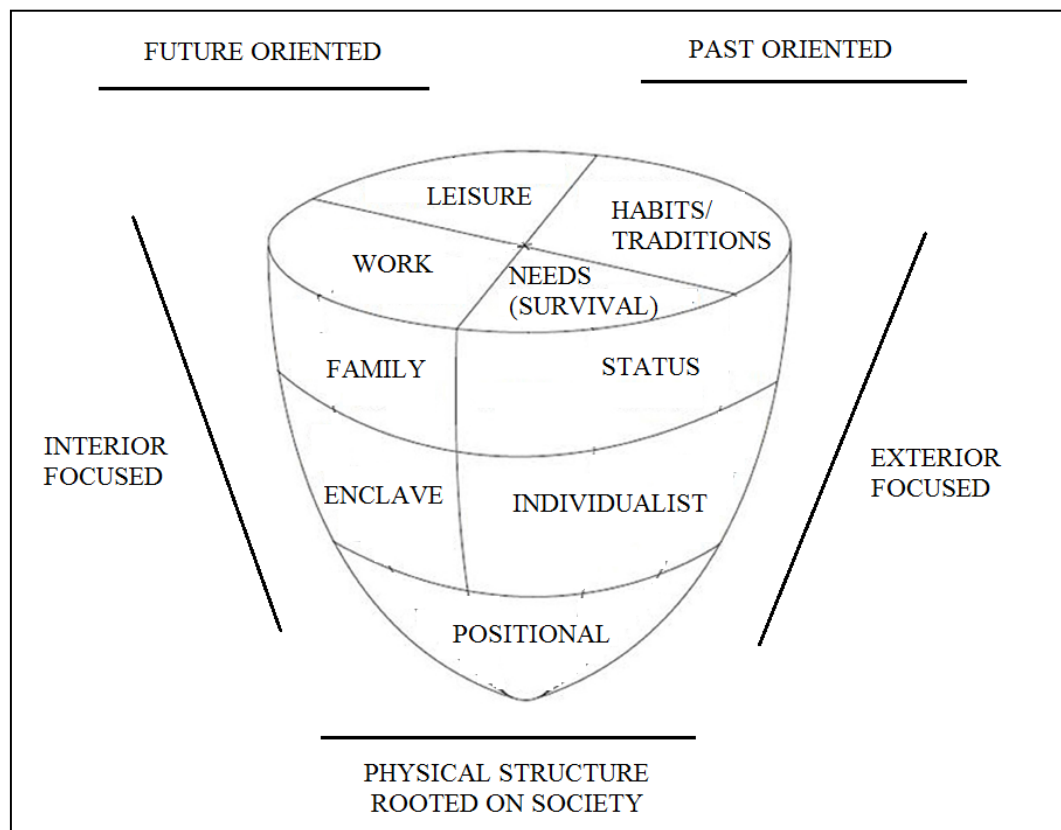 FUTURE ORIENTED
PAST ORIENTED
LEISURE
HABITS/
TRADITIONS
WORK
NEEDS
(SURVIVAL)
FAMILY
STATUS
INTERIOR
FOCUSED
EXTERIOR
FOCUSED
ENCLAVE
INDIVIDUALIST
POSITIONAL
PHYSICAL STRUCTURE
ROOTED ON SOCIETY